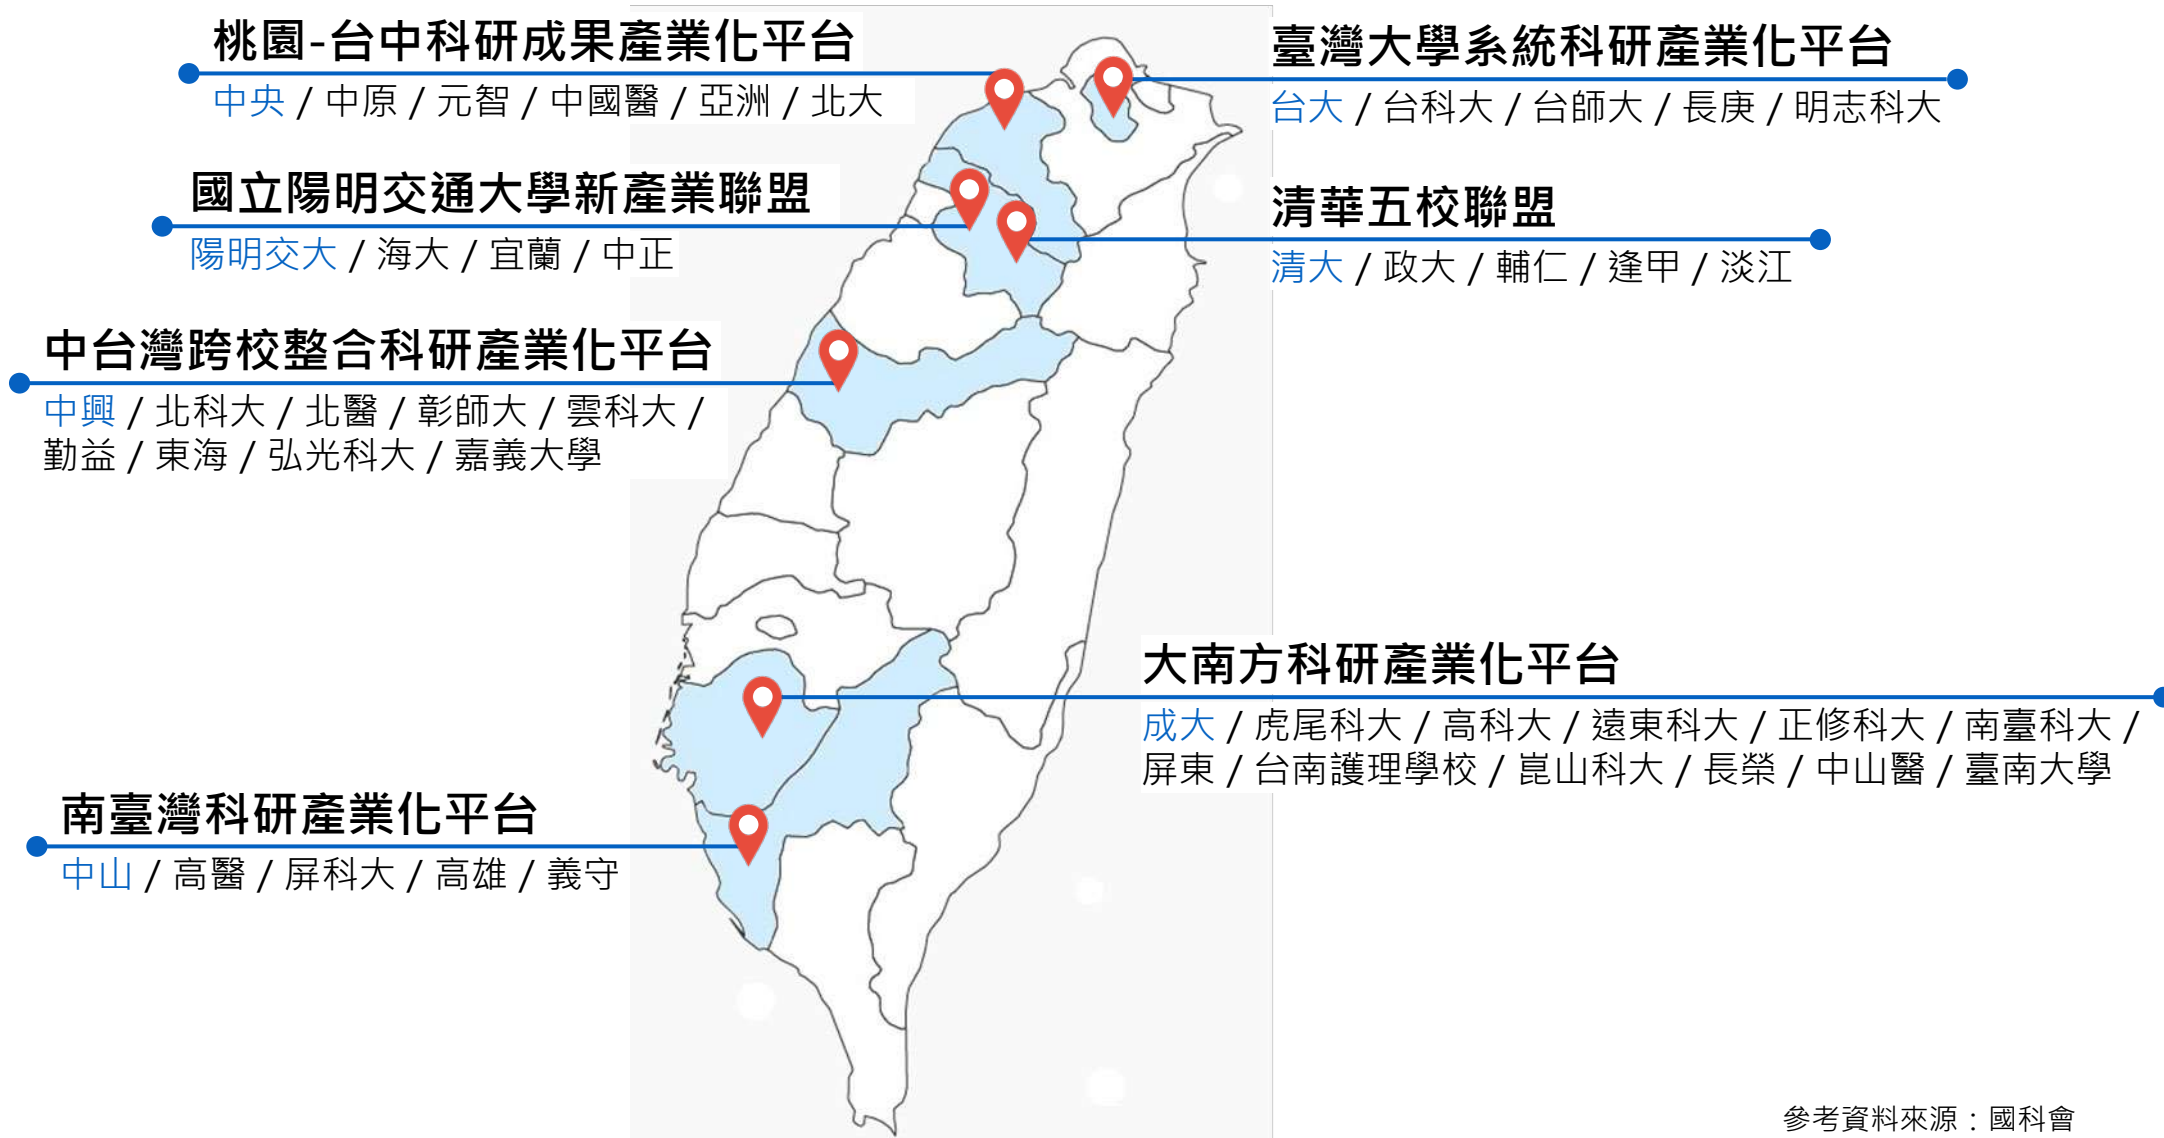 桃園-台中科研成果產業化平台
中央 / 中原 / 元智 / 中國醫 / 亞洲 / 北大
臺灣大學系統科研產業化平台
台大 / 台科大 / 台師大 / 長庚 / 明志科大
國立陽明交通大學新產業聯盟
陽明交大 / 海大 / 宜蘭 / 中正
清華五校聯盟
清大 / 政大 / 輔仁 / 逢甲 / 淡江
中台灣跨校整合科研產業化平台
中興 / 北科大 / 北醫 / 彰師大 / 雲科大 /
勤益 / 東海 / 弘光科大 / 嘉義大學
大南方科研產業化平台
成大 / 虎尾科大 / 高科大 / 遠東科大 / 正修科大 / 南臺科大 /
屏東 / 台南護理學校 / 崑山科大 / 長榮 / 中山醫 / 臺南大學
南臺灣科研產業化平台
中山 / 高醫 / 屏科大 / 高雄 / 義守
參考資料來源：國科會